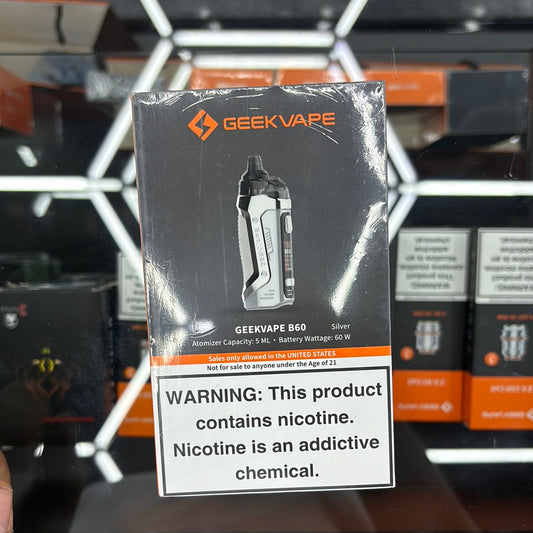 GEEKVAPE
GEEKVAPE B60
Silver
Atomizer Capacity: 5 ML • Battery Wattage: 60 W
Sales only allowed in the UNITED STATES
Not for sale to anyone under the Age of 21
WARNING: This product
contains nicotine.
Nicotine is an addictive
chemical.